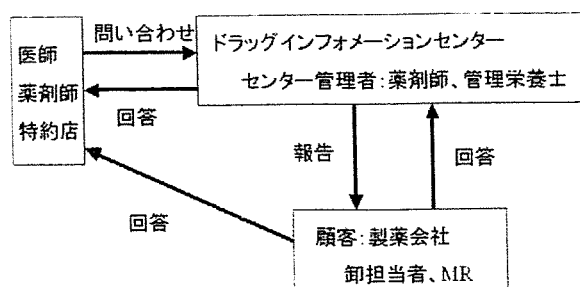 問い合わせ
医師
薬剤師
特約店
ドラッグインフォメーションセンター
センター管理者:薬剤師、管理栄養士
回答
報告
回答
回答
顧客:製薬会社
卸担当者、MR